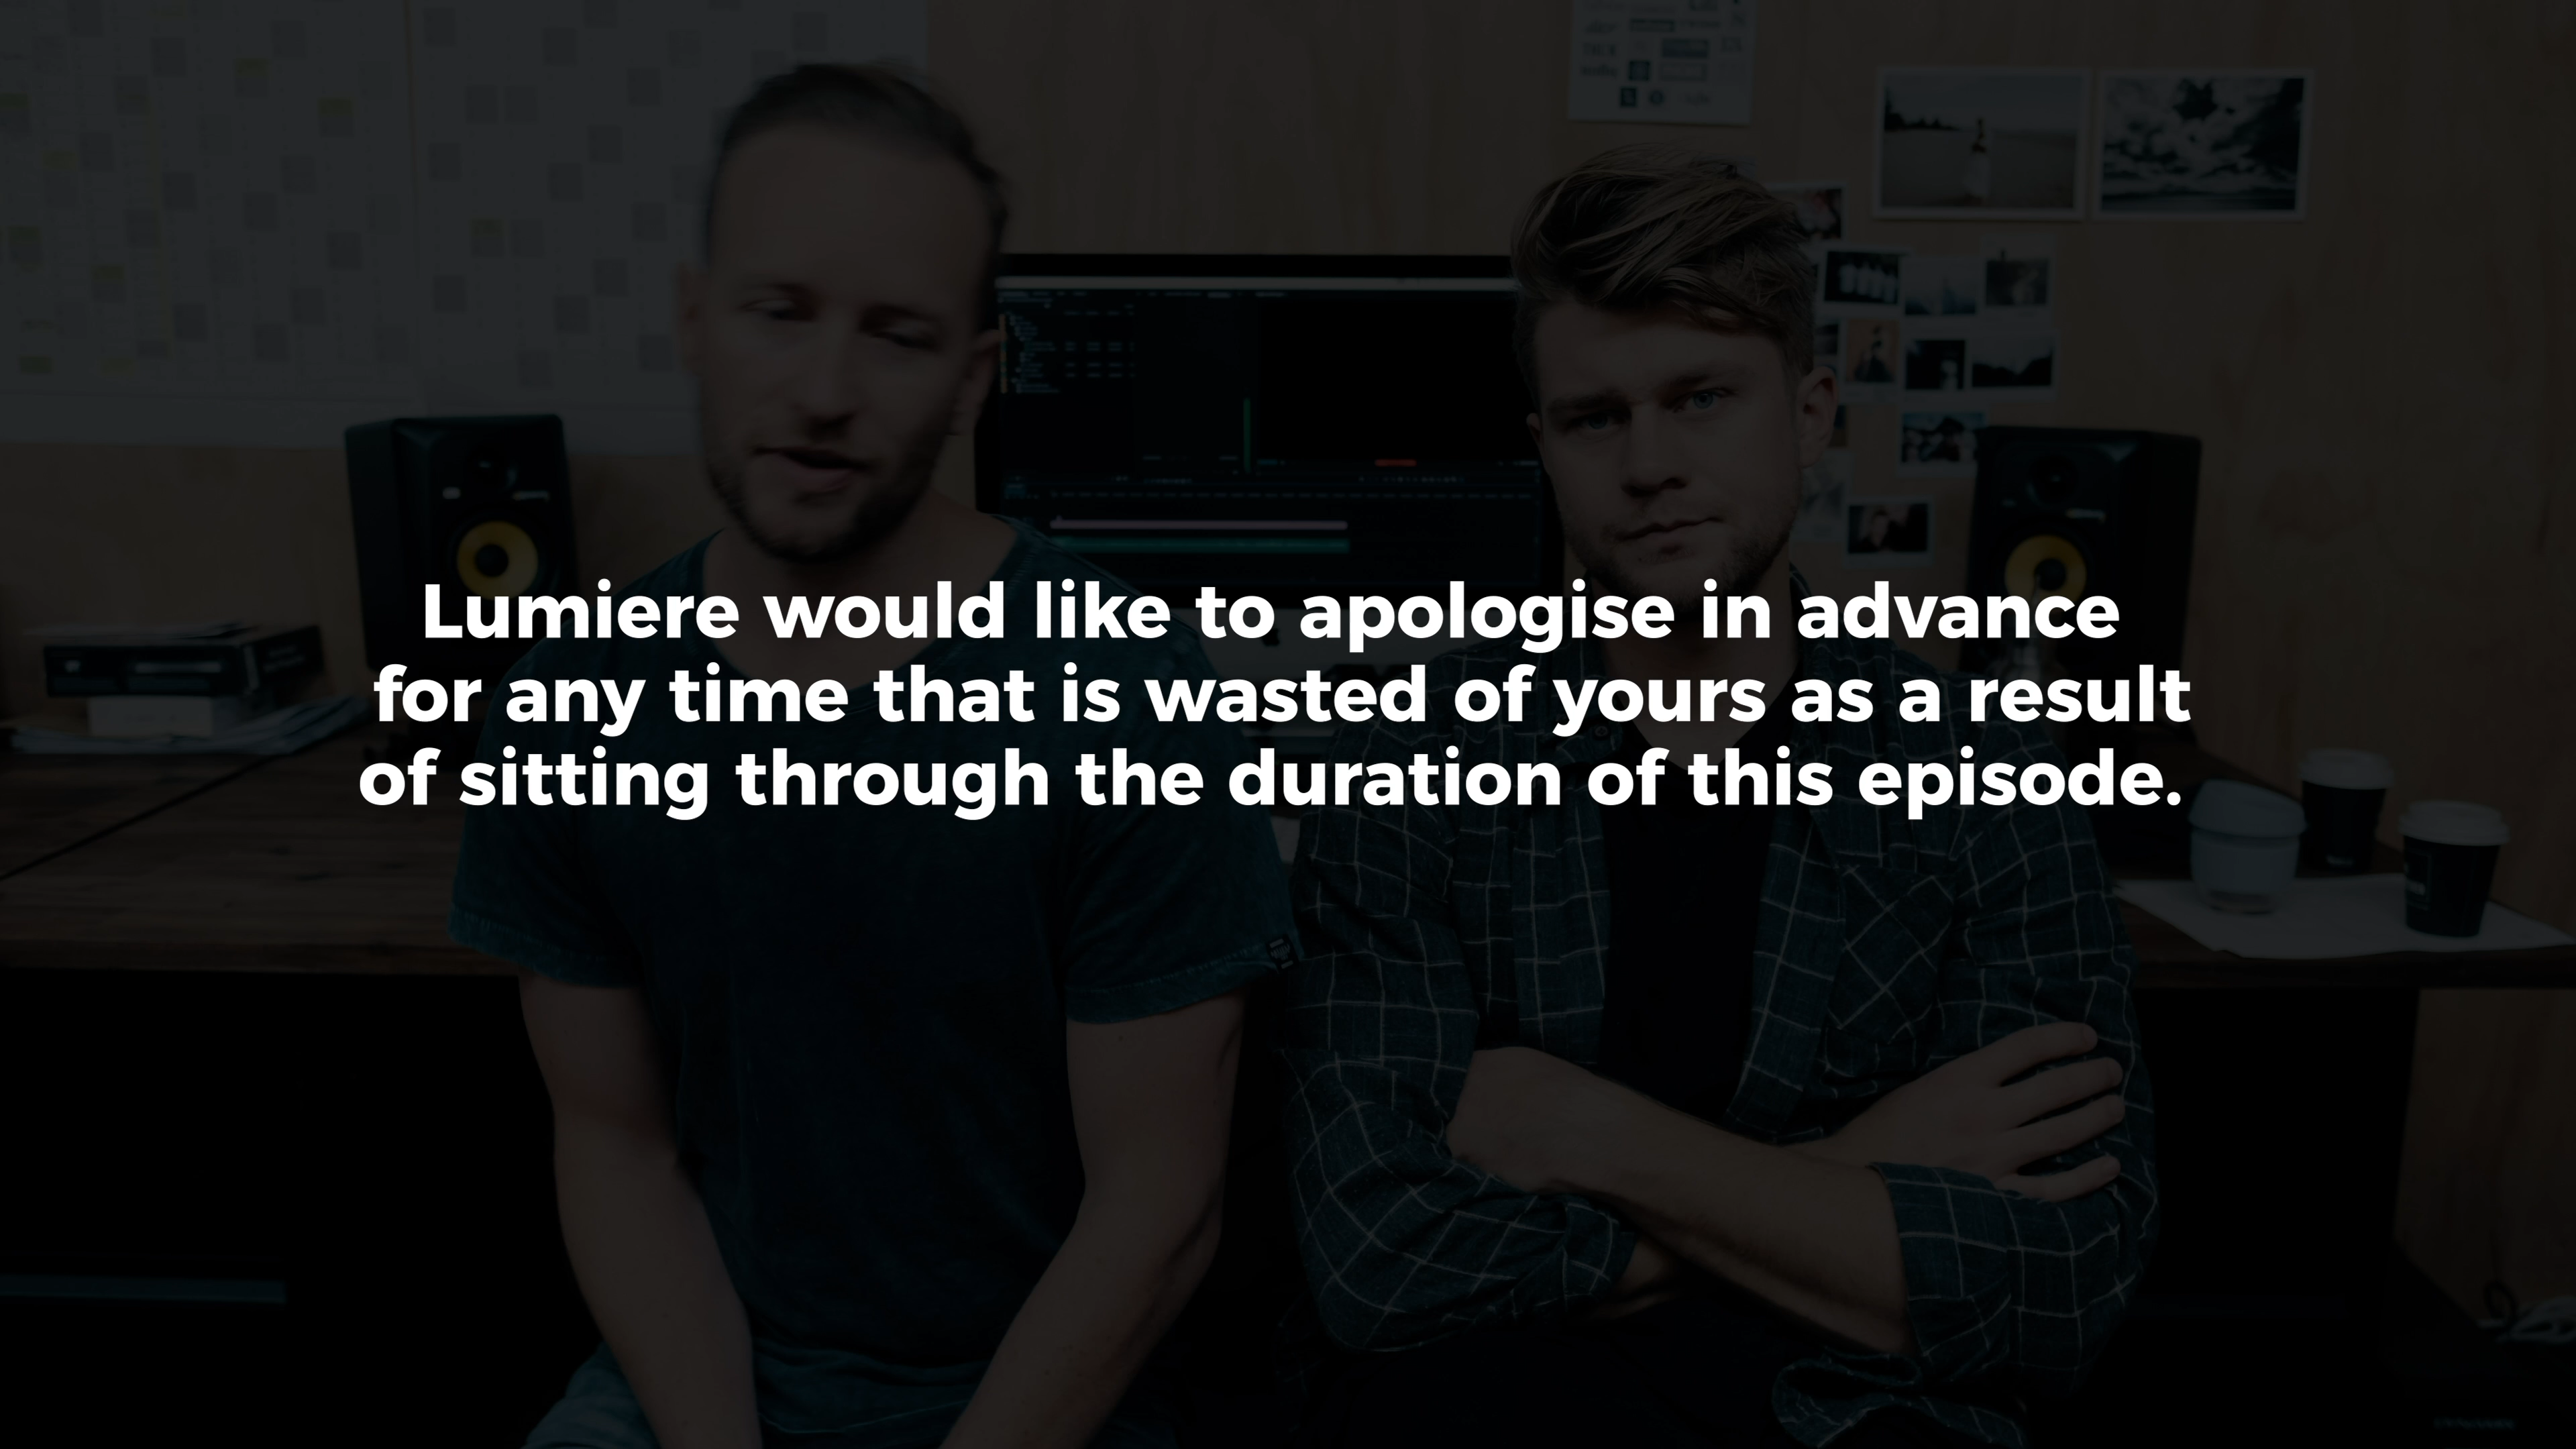 Lumiere would like to apologise in advance
for any time that is wasted of yours as a result
of sitting through the duration of this episode.